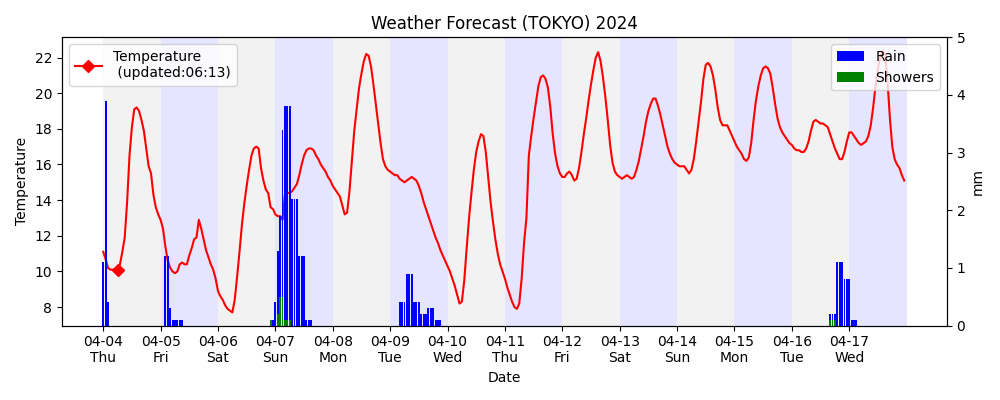 Weather Forecast (TOKYO) 2024
Temperature
(updated:06:13)
Rain
Showers
Temperature
22
20
18
16
14
12
10
8
5
4
3
2
1
0
mm
04-04 04-05 04-06 04-07 04-08 04-09 04-10 04-11 04-12 04-13 04-14 04-15 04-16 04-17
Thu Fri Sat Sun Mon Tue Wed Thu Fri Sat Sun Mon Tue Wed
Date